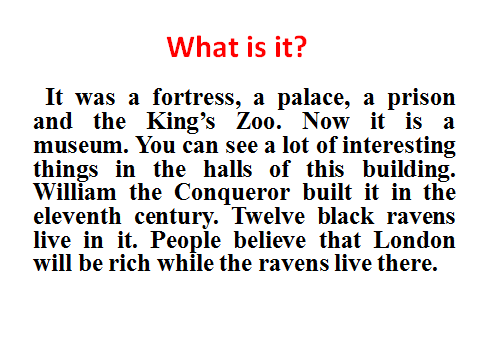 What is it?
It was a fortress, a palace, a prison
and the King's Zoo. Now it is a
museum. You can see a lot of interesting
things in the halls of this building.
William the Conqueror built it in the
eleventh century. Twelve black ravens
live in it. People believe that London
will be rich while the ravens live there.